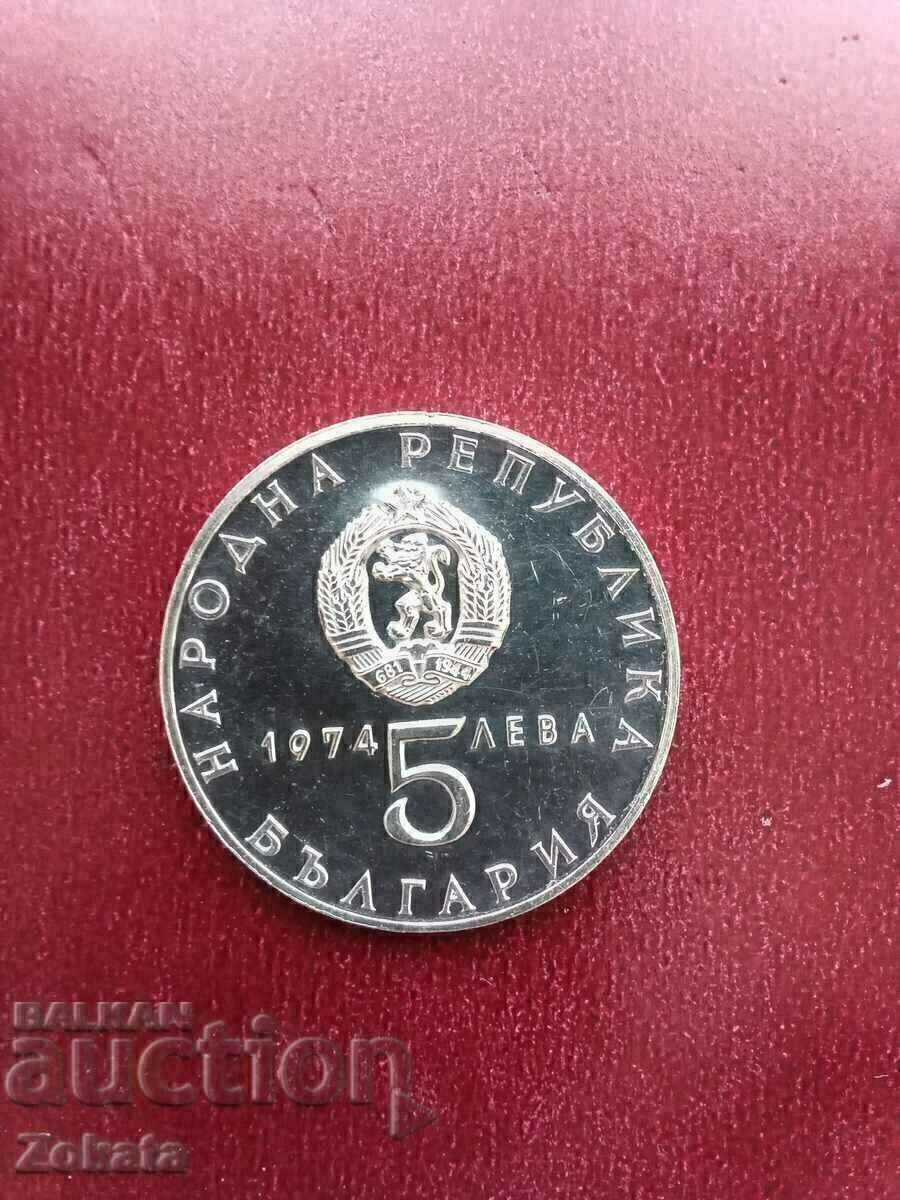 НАРОДНА РЕПУБЛИКА
681 1944
1974 5 ЛЕВА
БЪЛГАРИЯ
BALKAN
auction
Zokata